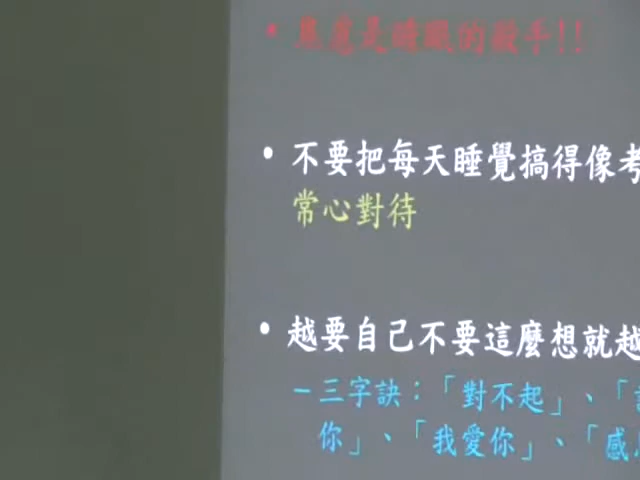 • 焦慮是睡眠的殺手!!
• 不要把每天睡覺搞得像考
常心對待
• 越要自己不要這麼想就越
－三字訣：「對不起」、「
你」、「我愛你」、「感